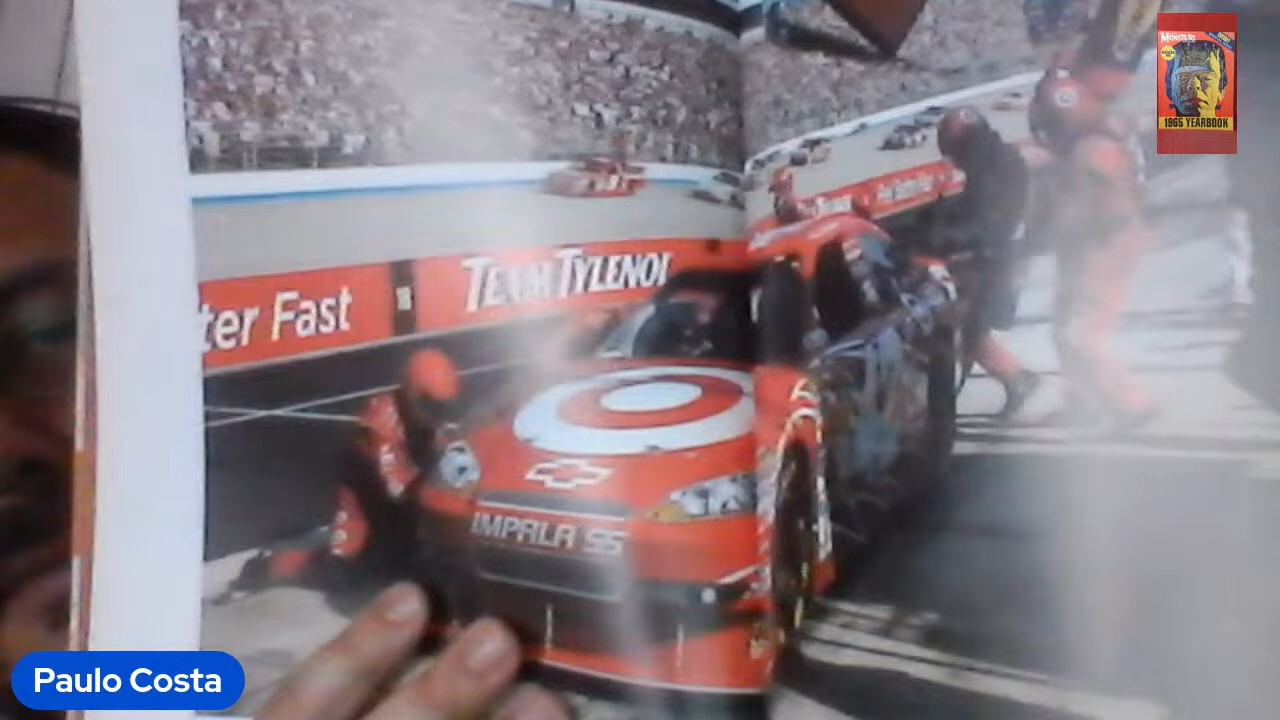 MONSTERS
1965 YEARBOOK
ter Fast
TEAM TYLENOL
IMPALA SS
Paulo Costa